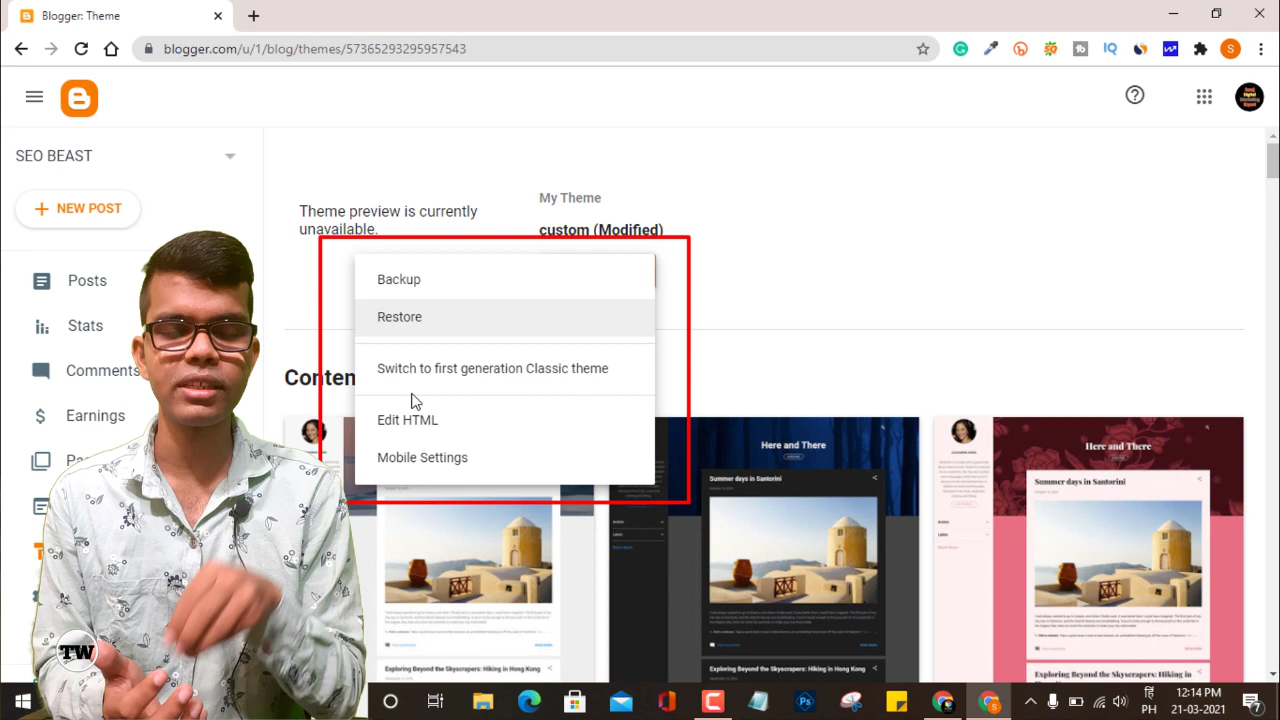 Blogger: Theme
blogger.com/u/1/blog/themes/57365293295957543
SEO BEAST
NEW POST
Posts
Stats
Comments
Earnings
Theme preview is currently
unavailable.
My Theme
custom (Modified)
Backup
Restore
Switch to first generation Classic theme
Edit HTML
Mobile Settings
Conten
Here and There
Summer days in Santorini
Exploring Beyond the Skyscrapers: Hiking in Hong Kong
Here and There
Summer days in Santorini
Exploring Beyond the Skyscrapers: Hiking in Hong Kong
TW
हि
PH
12:14 PM
21-03-2021